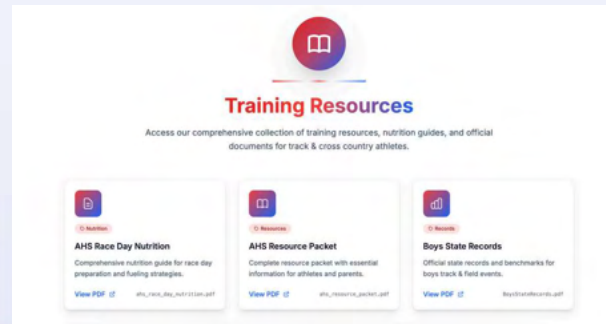 Training Resources
Access our comprehensive collection of training resources, nutrition guides, and official
documents for track & cross country athletes.
Nutrition
AHS Race Day Nutrition
Comprehensive nutrition guide for race day
preparation and fueling strategies.
View PDF
ahs_race_day_nutrition.pdf
Resources
AHS Resource Packet
Complete resource packet with essential
information for athletes and parents.
View PDF
ahs_resource_packet.pdf
Records
Boys State Records
Official state records and benchmarks for
boys track & field events.
View PDF
BoysStateRecords.pdf